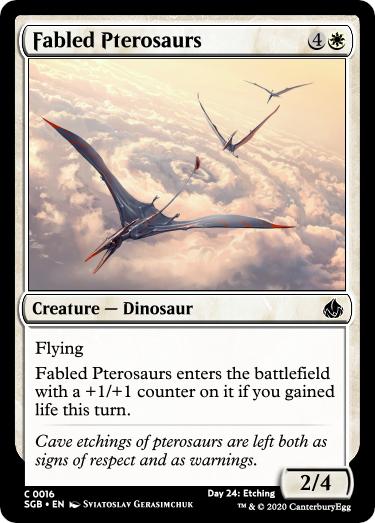 Fabled Pterosaurs 4
Creature — Dinosaur
Flying
Fabled Pterosaurs enters the battlefield
with a +1/+1 counter on it if you gained
life this turn.
Cave etchings of pterosaurs are left both as
signs of respect and as warnings.
2/4
C 0016
SGB • EN Sviatoslav Gerasimchuk
Day 24: Etching
™ & © 2020 CanterburyEgg